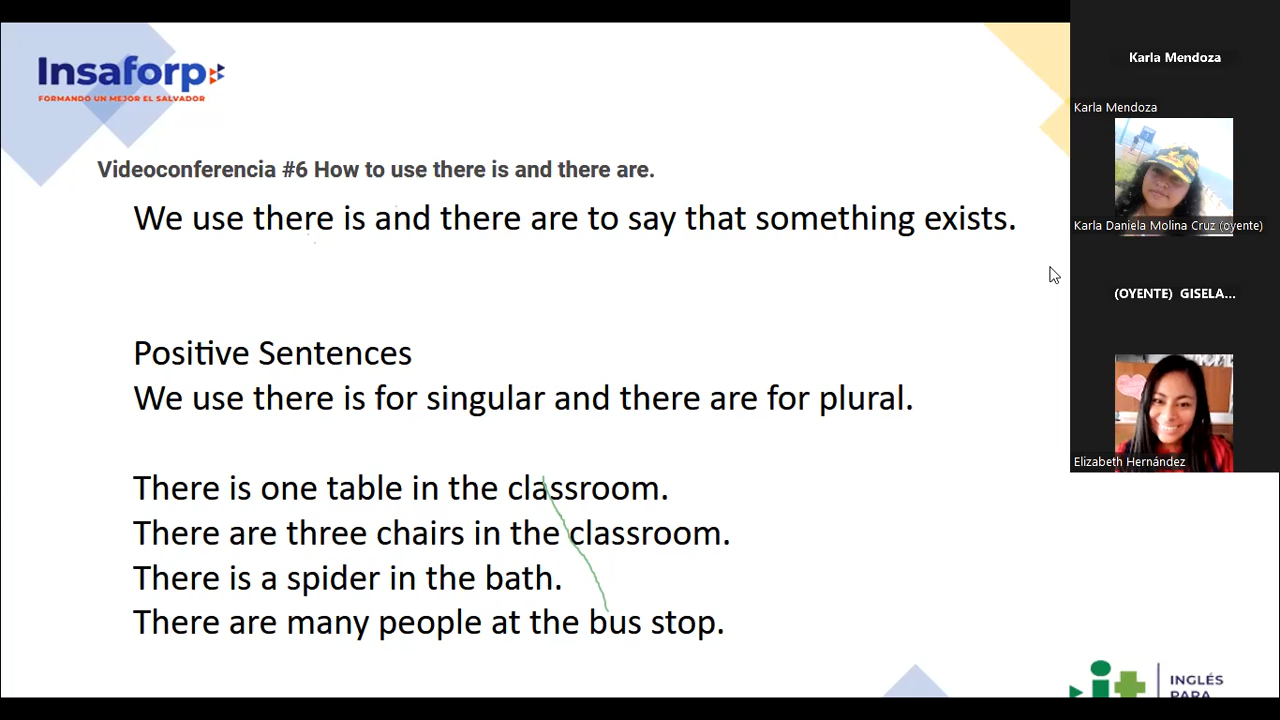 Insaforp
FORMANDO UN MEJOR EL SALVADOR
Videoconferencia #6 How to use there is and there are.
We use there is and there are to say that something exists.
Positive Sentences
We use there is for singular and there are for plural.
There is one table in the classroom.
There are three chairs in the classroom.
There is a spider in the bath.
There are many people at the bus stop.
Karla Mendoza
Karla Mendoza
Karla Daniela Molina Cruz (oyente)
(OYENTE) GISELA...
Elizabeth Hernández
it
INGLÉS
PARA